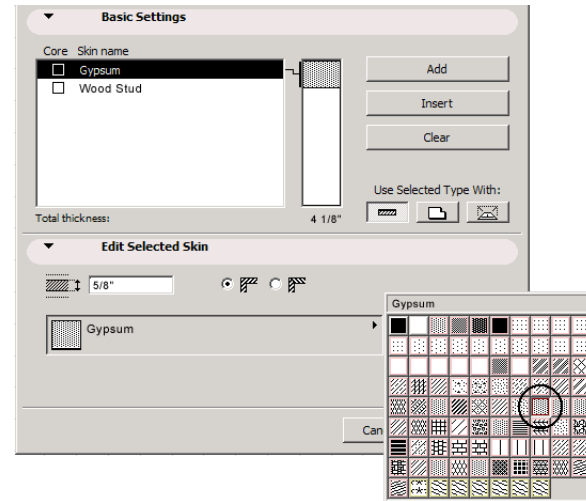 Basic Settings
Core Skin name
Gypsum
Wood Stud
Add
Insert
Clear
Use Selected Type With:
Total thickness: 4 1/8"
Edit Selected Skin
5/8"
Gypsum
Gypsum
Can